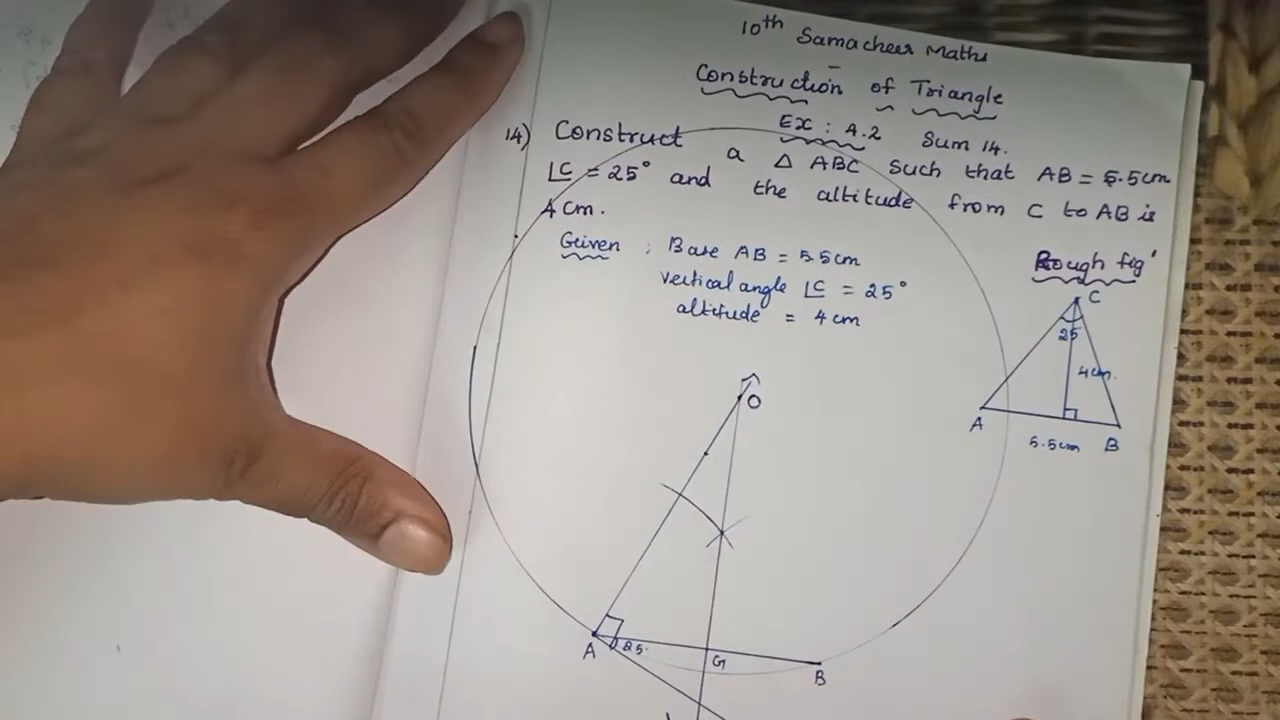 10th Samacheer Maths
Construction of Triangle
EX : 4.2 Sum 14.
14) Construct a △ ABC such that AB = 5.5cm
∠C = 25° and the altitude from C to AB is
4 cm.
Given : Base AB = 5.5cm
vertical angle ∠C = 25°
altitude = 4 cm
Rough fig'
C
25
4cm.
A
5.5cm B
O
A 25. G B